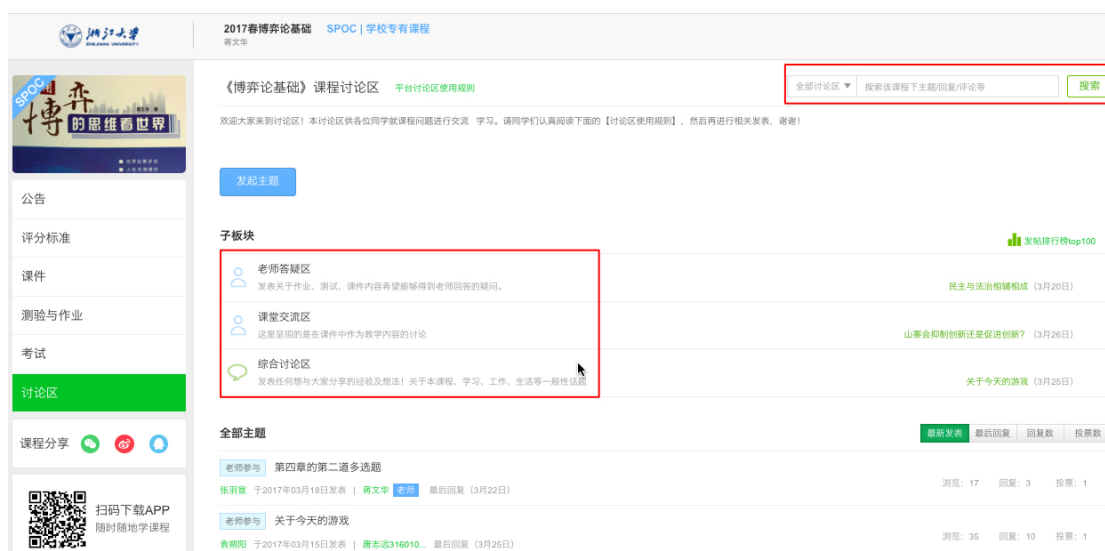 浙江大学
ZHEJIANG UNIVERSITY
2017春博弈论基础 SPOC | 学校专有课程
蒋文华
SPOC
用博弈
的思维看世界
公告
评分标准
课件
测验与作业
考试
讨论区
课程分享
扫码下载APP
随时随地学课程
《博弈论基础》课程讨论区 平台讨论区使用规则
全部讨论区 ▼ 搜索该课程下主题/回复/评论等 搜索
欢迎大家来到讨论区！本讨论区供各位同学就课程问题进行交流 学习。请同学们认真阅读下面的【讨论区使用规则】，然后再进行相关发表，谢谢！
发起主题
子板块 发帖排行榜top100
老师答疑区
发表关于作业、测试、课件内容希望能够得到老师回答的疑问。 民主与法治相辅相成（3月20日）
课堂交流区
这里呈现的是在课件中作为教学内容的讨论 山寨会抑制创新还是促进创新？（3月26日）
综合讨论区
发表任何想与大家分享的经验及想法！关于本课程、学习、工作、生活等一般性话题 关于今天的游戏（3月25日）
全部主题 最新发表 最后回复 回复数 投票数
老师参与 第四章的第二道多选题
张羽宣 于2017年03月18日发表 | 蒋文华 老师 最后回复（3月22日） 浏览：17 回复：3 投票：1
老师参与 关于今天的游戏
袁朔阳 于2017年03月15日发表 | 唐志远316010... 最后回复（3月25日） 浏览：35 回复：10 投票：1